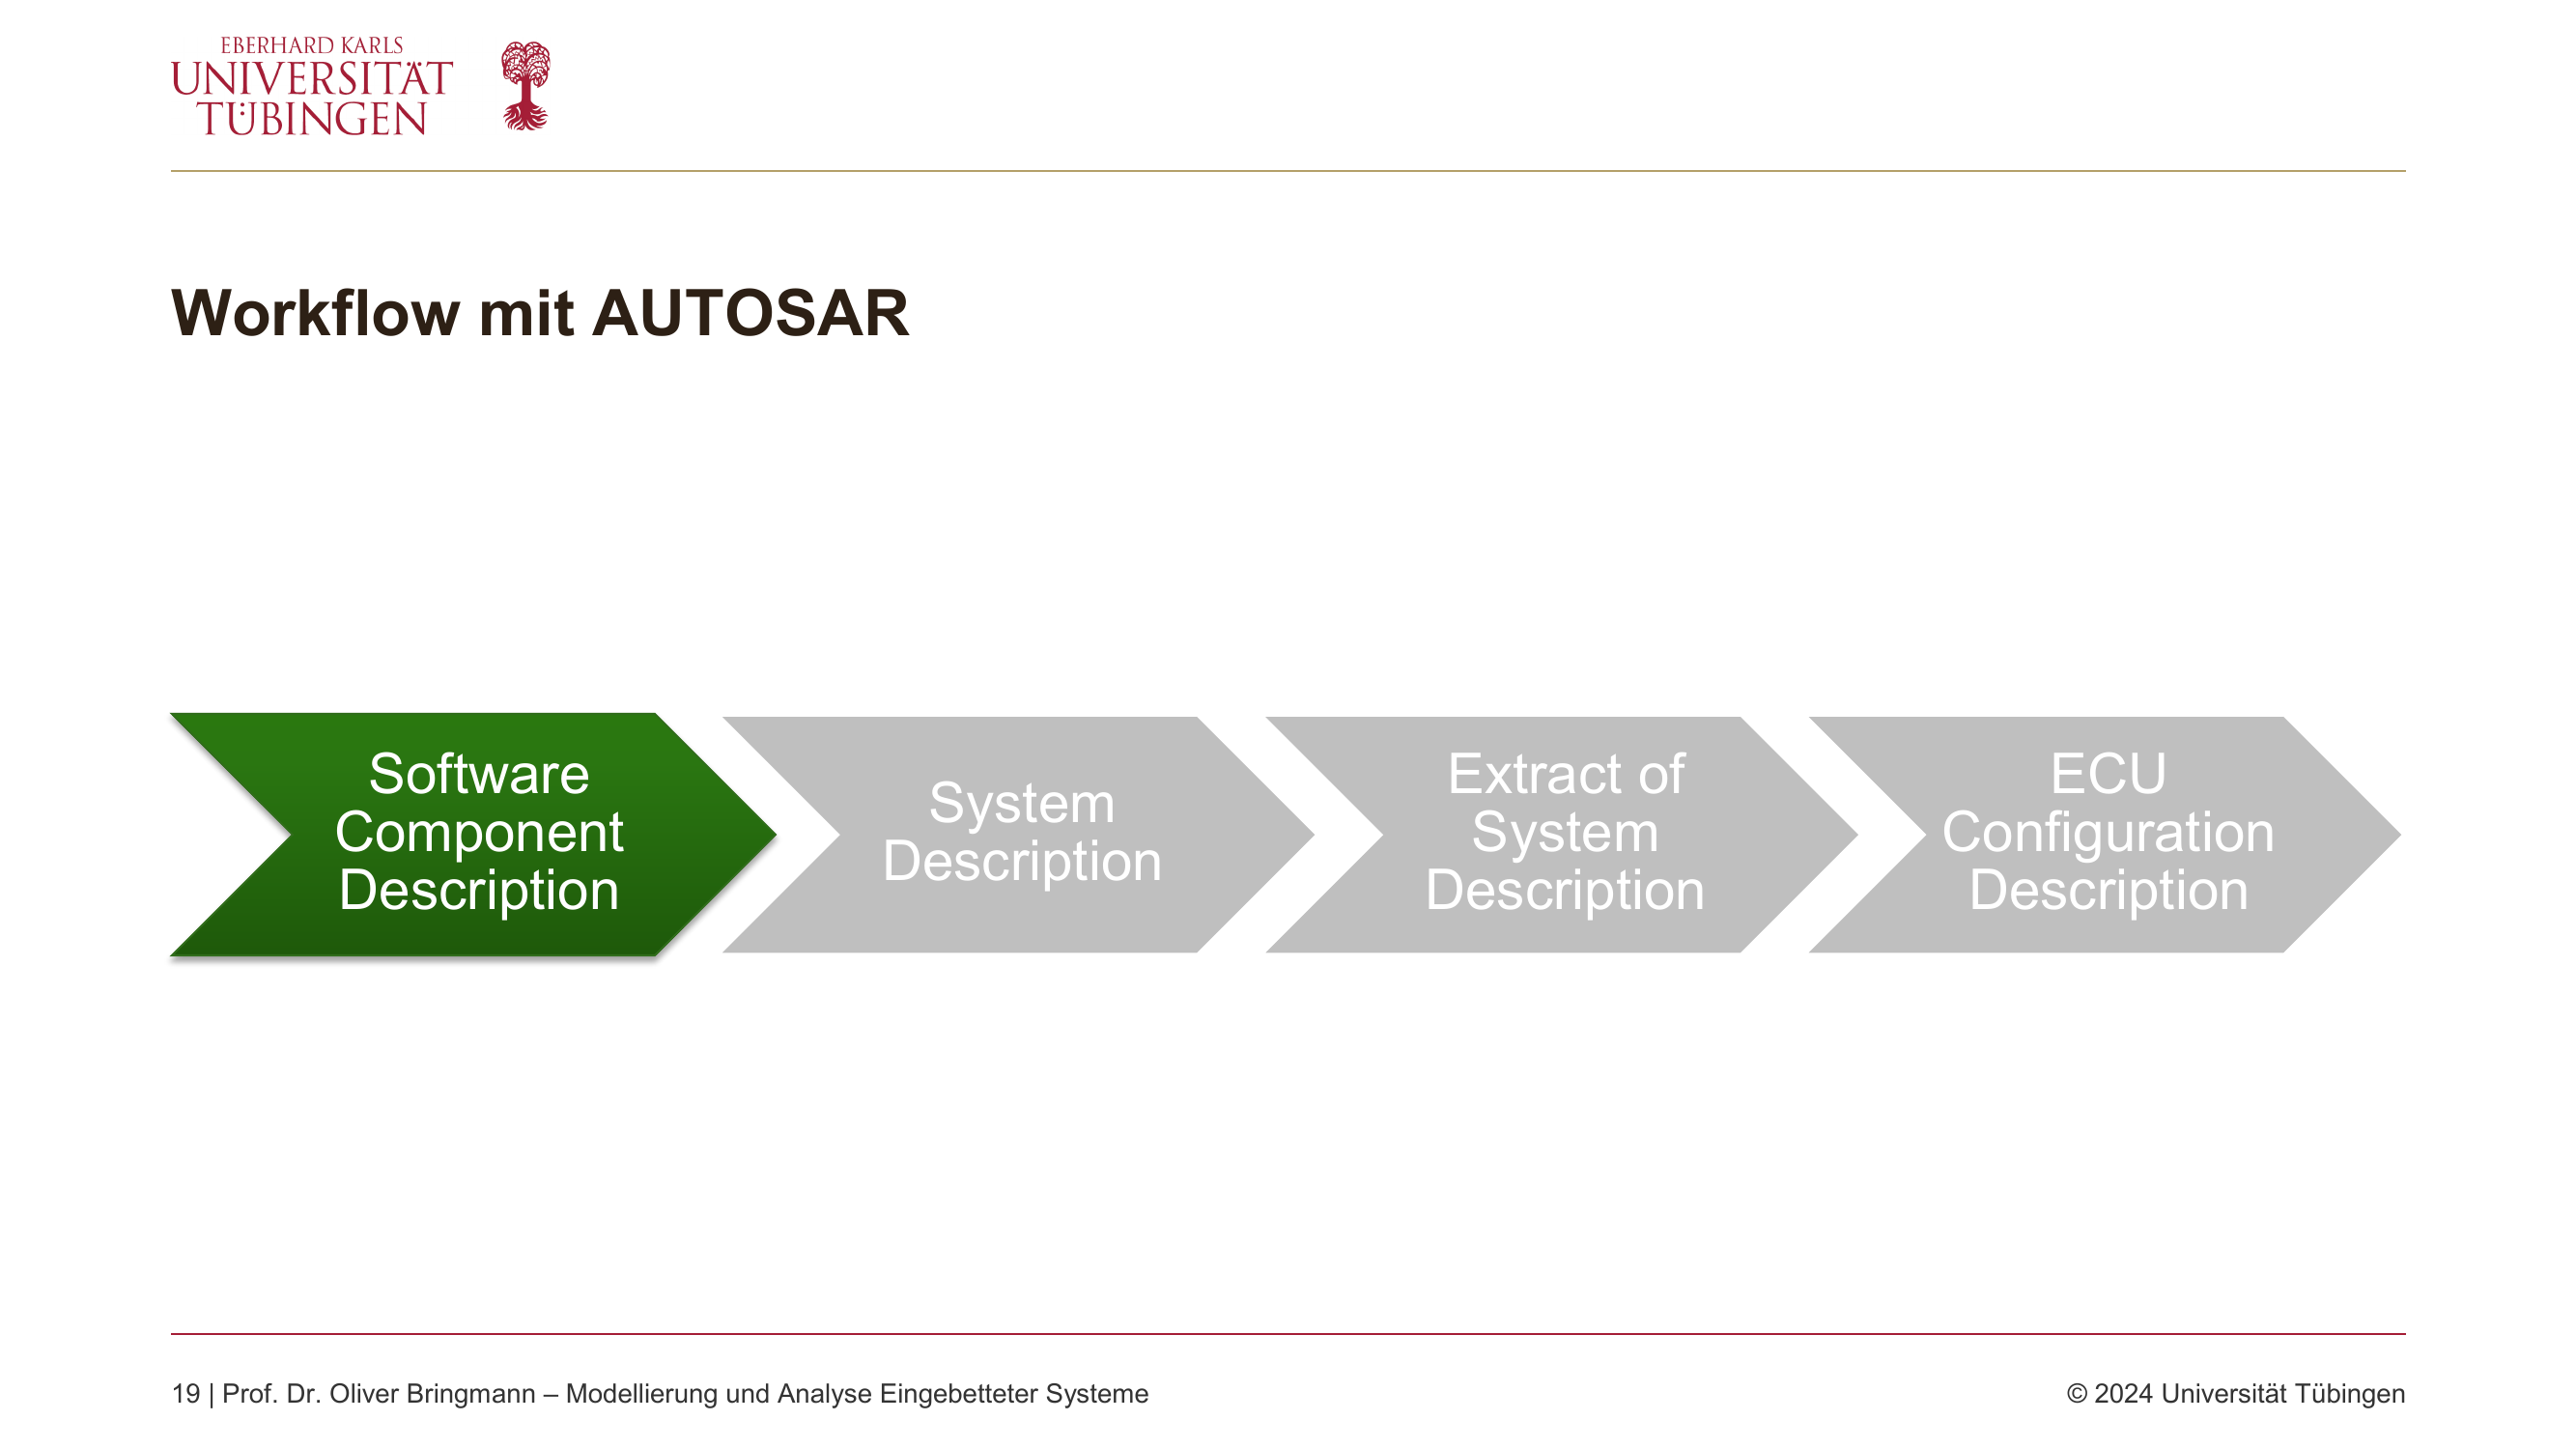 EBERHARD KARLS
UNIVERSITÄT
TÜBINGEN
Workflow mit AUTOSAR
Software
Component
Description
System
Description
Extract of
System
Description
ECU
Configuration
Description
19 | Prof. Dr. Oliver Bringmann – Modellierung und Analyse Eingebetteter Systeme
© 2024 Universität Tübingen